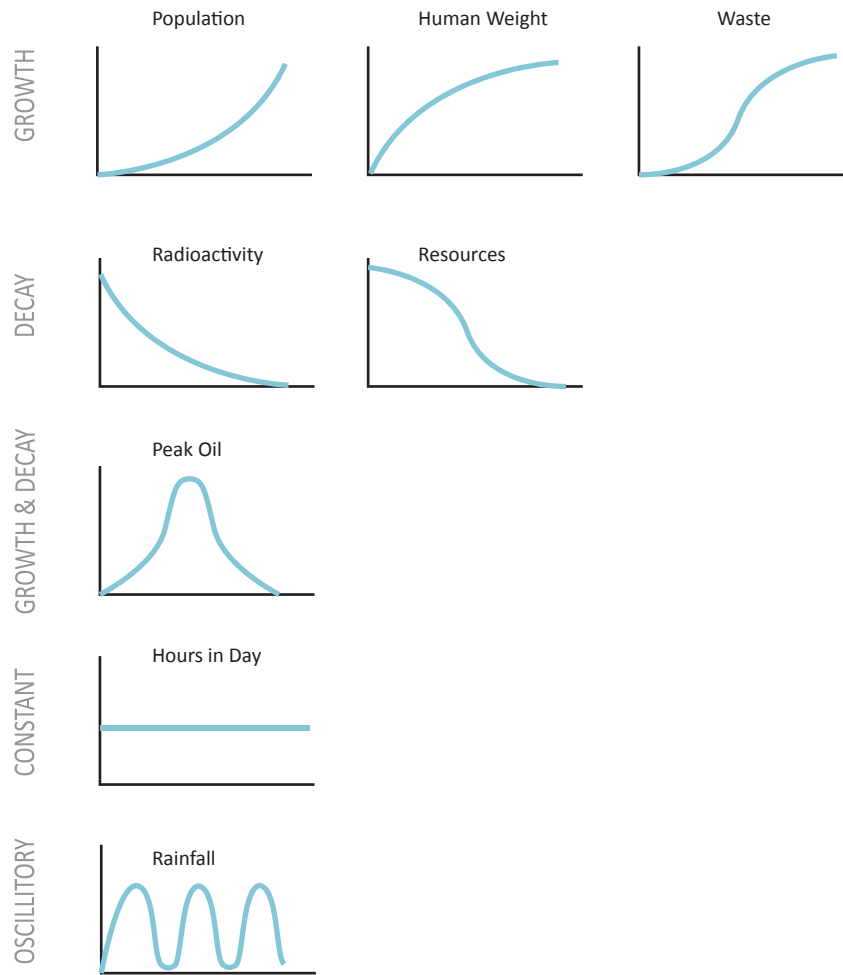 GROWTH
Population
Human Weight
Waste
DECAY
Radioactivity
Resources
GROWTH & DECAY
Peak Oil
CONSTANT
Hours in Day
OSCILLITORY
Rainfall